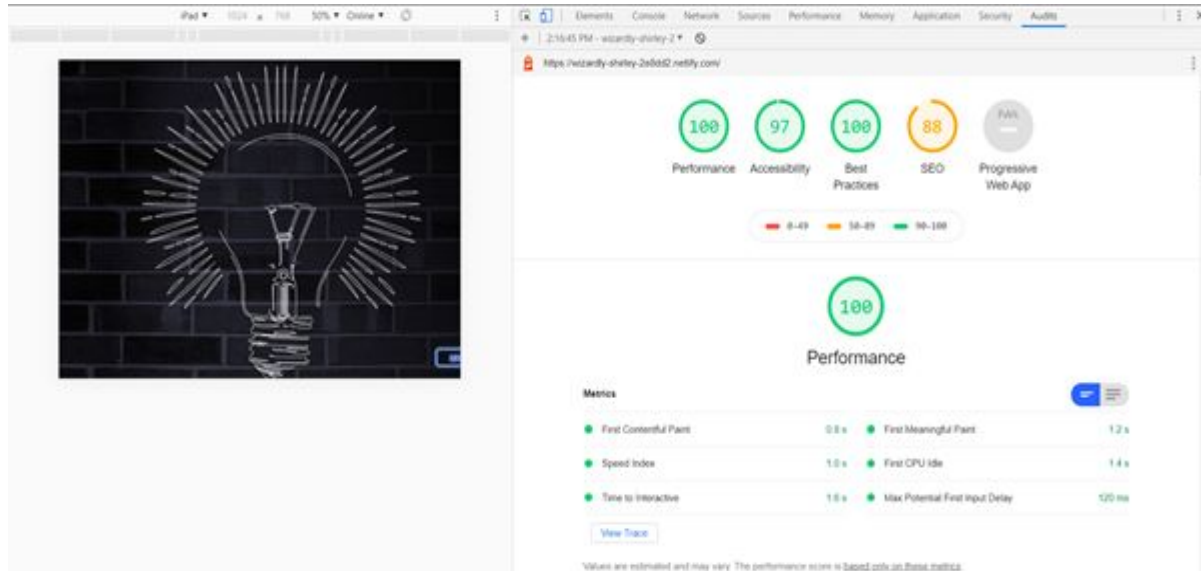 iPad 1024 x 768 50% Online
Elements Console Network Sources Performance Memory Application Security Audits
2:16:45 PM - wizardly-shirley-2
https://wizardly-shirley-2e8dd2.netlify.com/
100 97 100 88 PWA
Performance Accessibility Best Practices SEO Progressive Web App
0-49 50-89 90-100
100
Performance
Metrics
First Contentful Paint 0.8 s First Meaningful Paint 1.2 s
Speed Index 1.0 s First CPU Idle 1.4 s
Time to Interactive 1.6 s Max Potential First Input Delay 120 ms
View Trace
Values are estimated and may vary. The performance score is based only on these metrics.